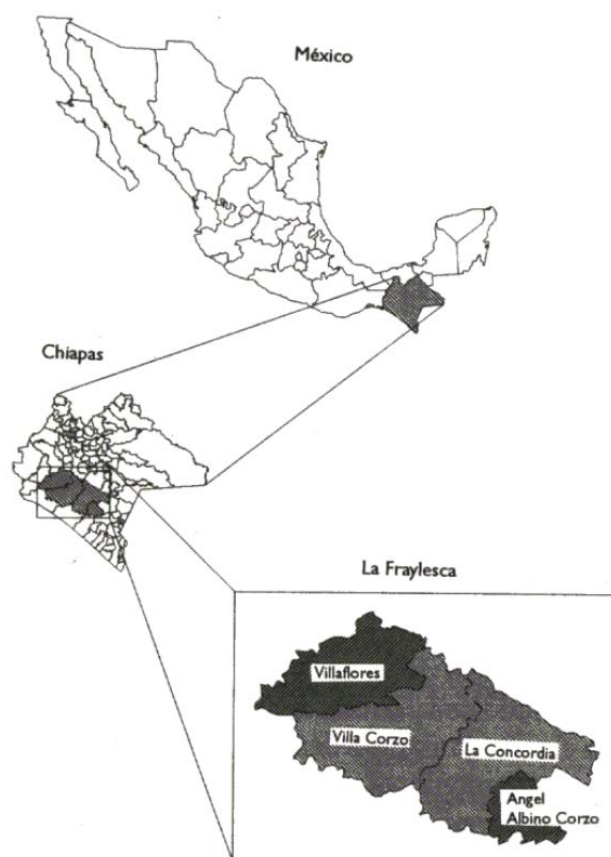 México
Chiapas
La Fraylesca
Villaflores
Villa Corzo
La Concordia
Angel
Albino Corzo